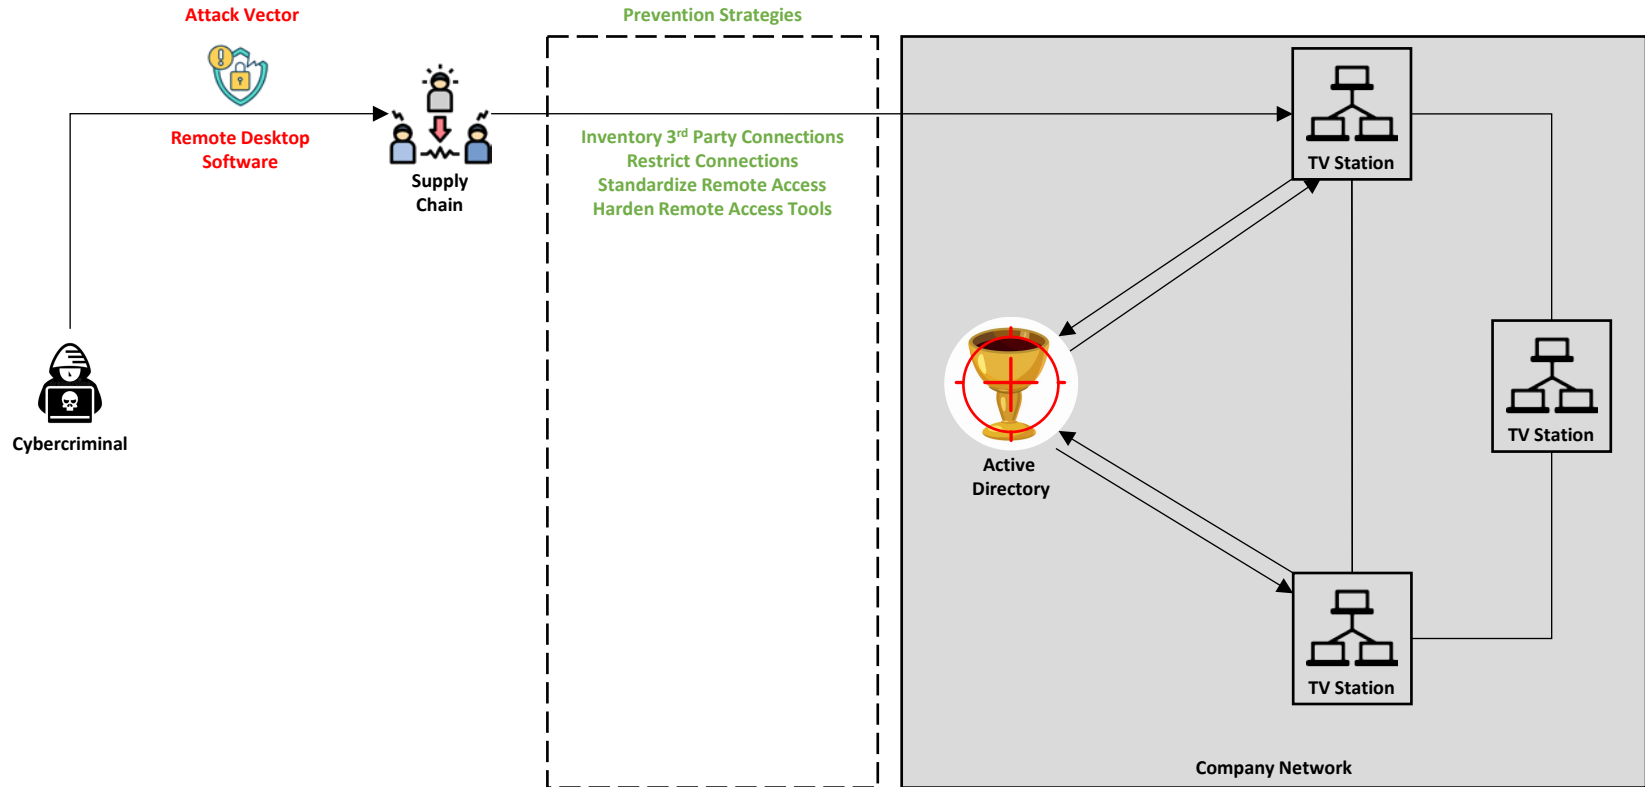 Attack Vector
Prevention Strategies
Remote Desktop
Software
Supply
Chain
Inventory 3rd Party Connections
Restrict Connections
Standardize Remote Access
Harden Remote Access Tools
TV Station
Cybercriminal
Active
Directory
TV Station
TV Station
Company Network